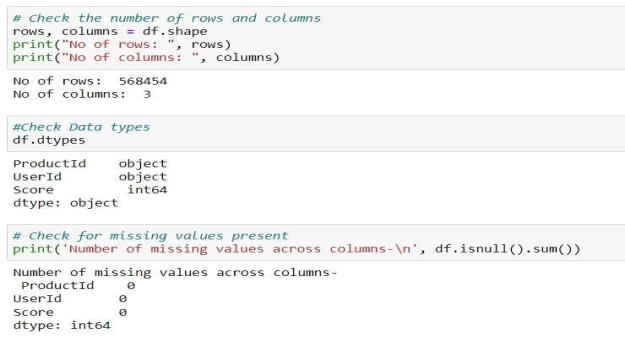 # Check the number of rows and columns
rows, columns = df.shape
print("No of rows: ", rows)
print("No of columns: ", columns)
No of rows:  568454
No of columns:  3
#Check Data types
df.dtypes
ProductId    object
UserId       object
Score         int64
dtype: object
# Check for missing values present
print('Number of missing values across columns-\n', df.isnull().sum())
Number of missing values across columns-
 ProductId    0
UserId       0
Score        0
dtype: int64